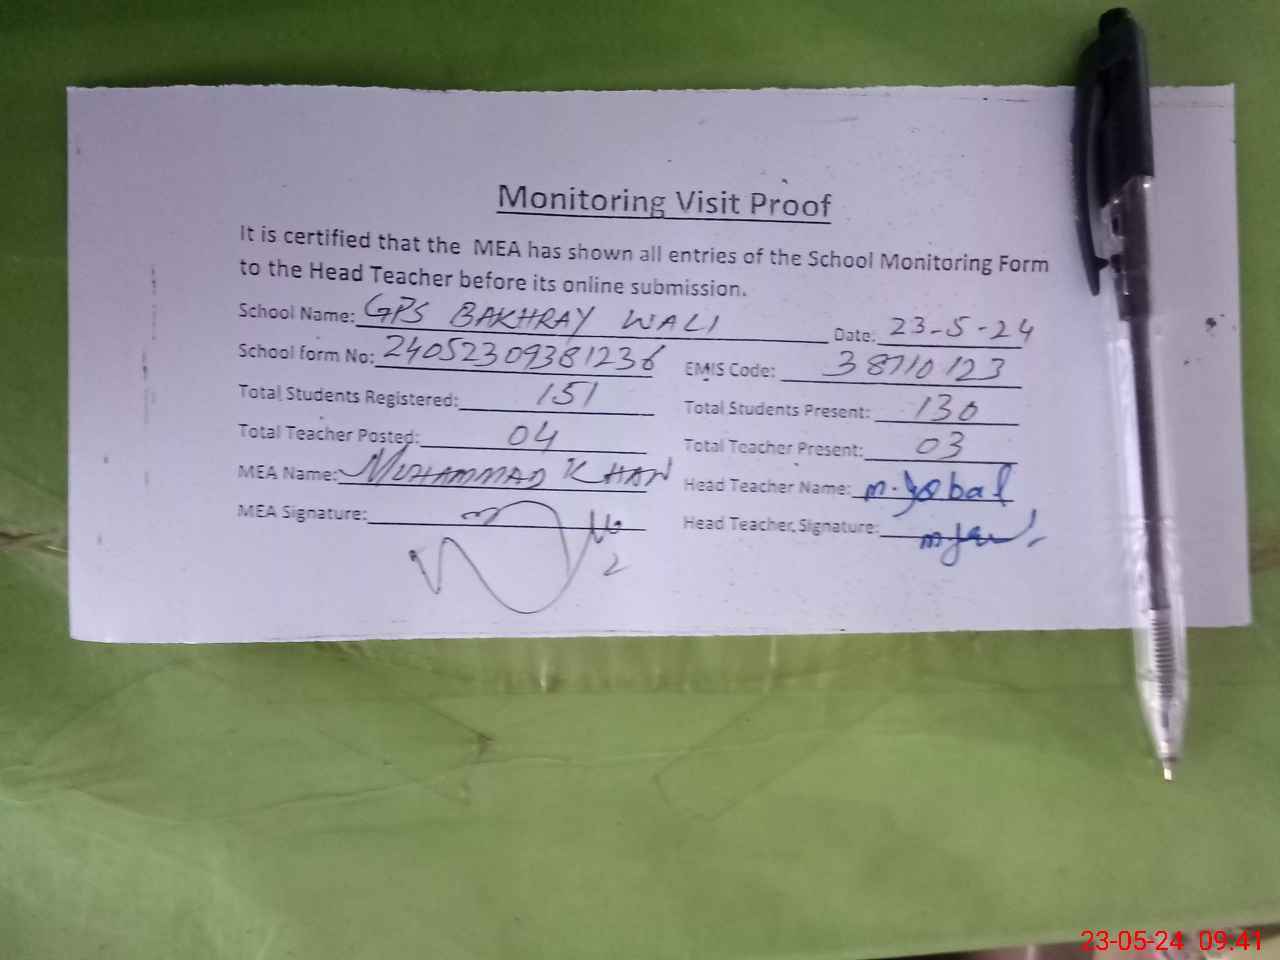 Monitoring Visit Proof
It is certified that the MEA has shown all entries of the School Monitoring Form
to the Head Teacher before its online submission.
School Name: GPS BAKHRAY WALI Date: 23-5-24
School form No: 24052309381236 EMIS Code: 38710123
Total Students Registered: 151 Total Students Present: 130
Total Teacher Posted: 04 Total Teacher Present: 03
MEA Name: MUHAMMAD KHAN Head Teacher Name: m.Iqbal
MEA Signature: Head Teacher Signature:
23-05-24 09:41